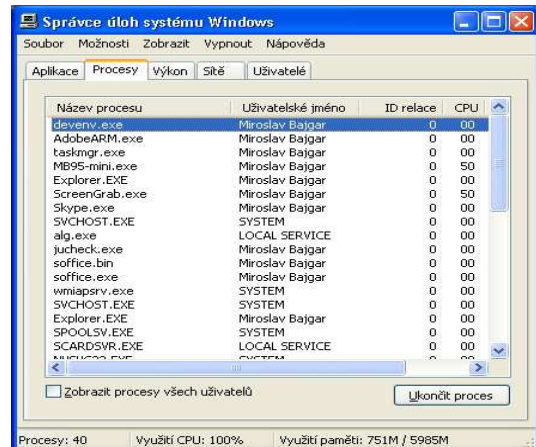 Správce úloh systému Windows
Soubor Možnosti Zobrazit Vypnout Nápověda
Aplikace Procesy Výkon Sítě Uživatelé
Název procesu Uživatelské jméno ID relace CPU
devenv.exe Miroslav Bajgar 0 00
AdobeARM.exe Miroslav Bajgar 0 00
taskmgr.exe Miroslav Bajgar 0 00
MB95-mini.exe Miroslav Bajgar 0 50
Explorer.EXE Miroslav Bajgar 0 00
ScreenGrab.exe Miroslav Bajgar 0 50
Skype.exe Miroslav Bajgar 0 00
SVCHOST.EXE SYSTEM 0 00
alg.exe LOCAL SERVICE 0 00
jucheck.exe Miroslav Bajgar 0 00
soffice.bin Miroslav Bajgar 0 00
soffice.exe Miroslav Bajgar 0 00
wmiapsrv.exe SYSTEM 0 00
SVCHOST.EXE SYSTEM 0 00
Explorer.EXE Miroslav Bajgar 0 00
SPOOLSV.EXE SYSTEM 0 00
SCARDSVR.EXE LOCAL SERVICE 0 00
SYSTEM 0 00
Zobrazit procesy všech uživatelů
Ukončit proces
Procesy: 40 Využití CPU: 100% Využití paměti: 751M / 5985M